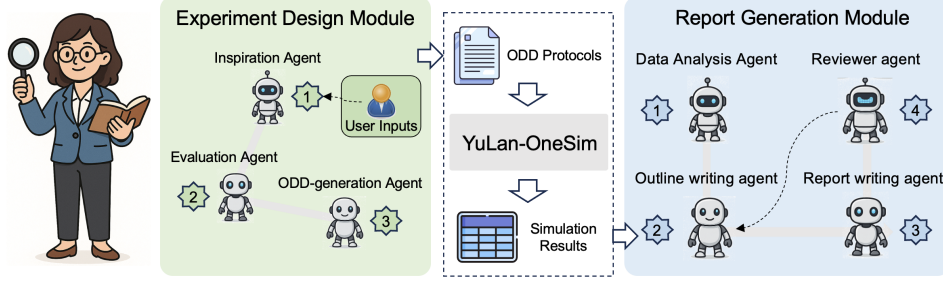 Experiment Design Module
Inspiration Agent
1
User Inputs
Evaluation Agent
2
ODD-generation Agent
3
ODD Protocols
YuLan-OneSim
Simulation
Results
Report Generation Module
Data Analysis Agent
1
Reviewer agent
4
Outline writing agent
2
Report writing agent
3